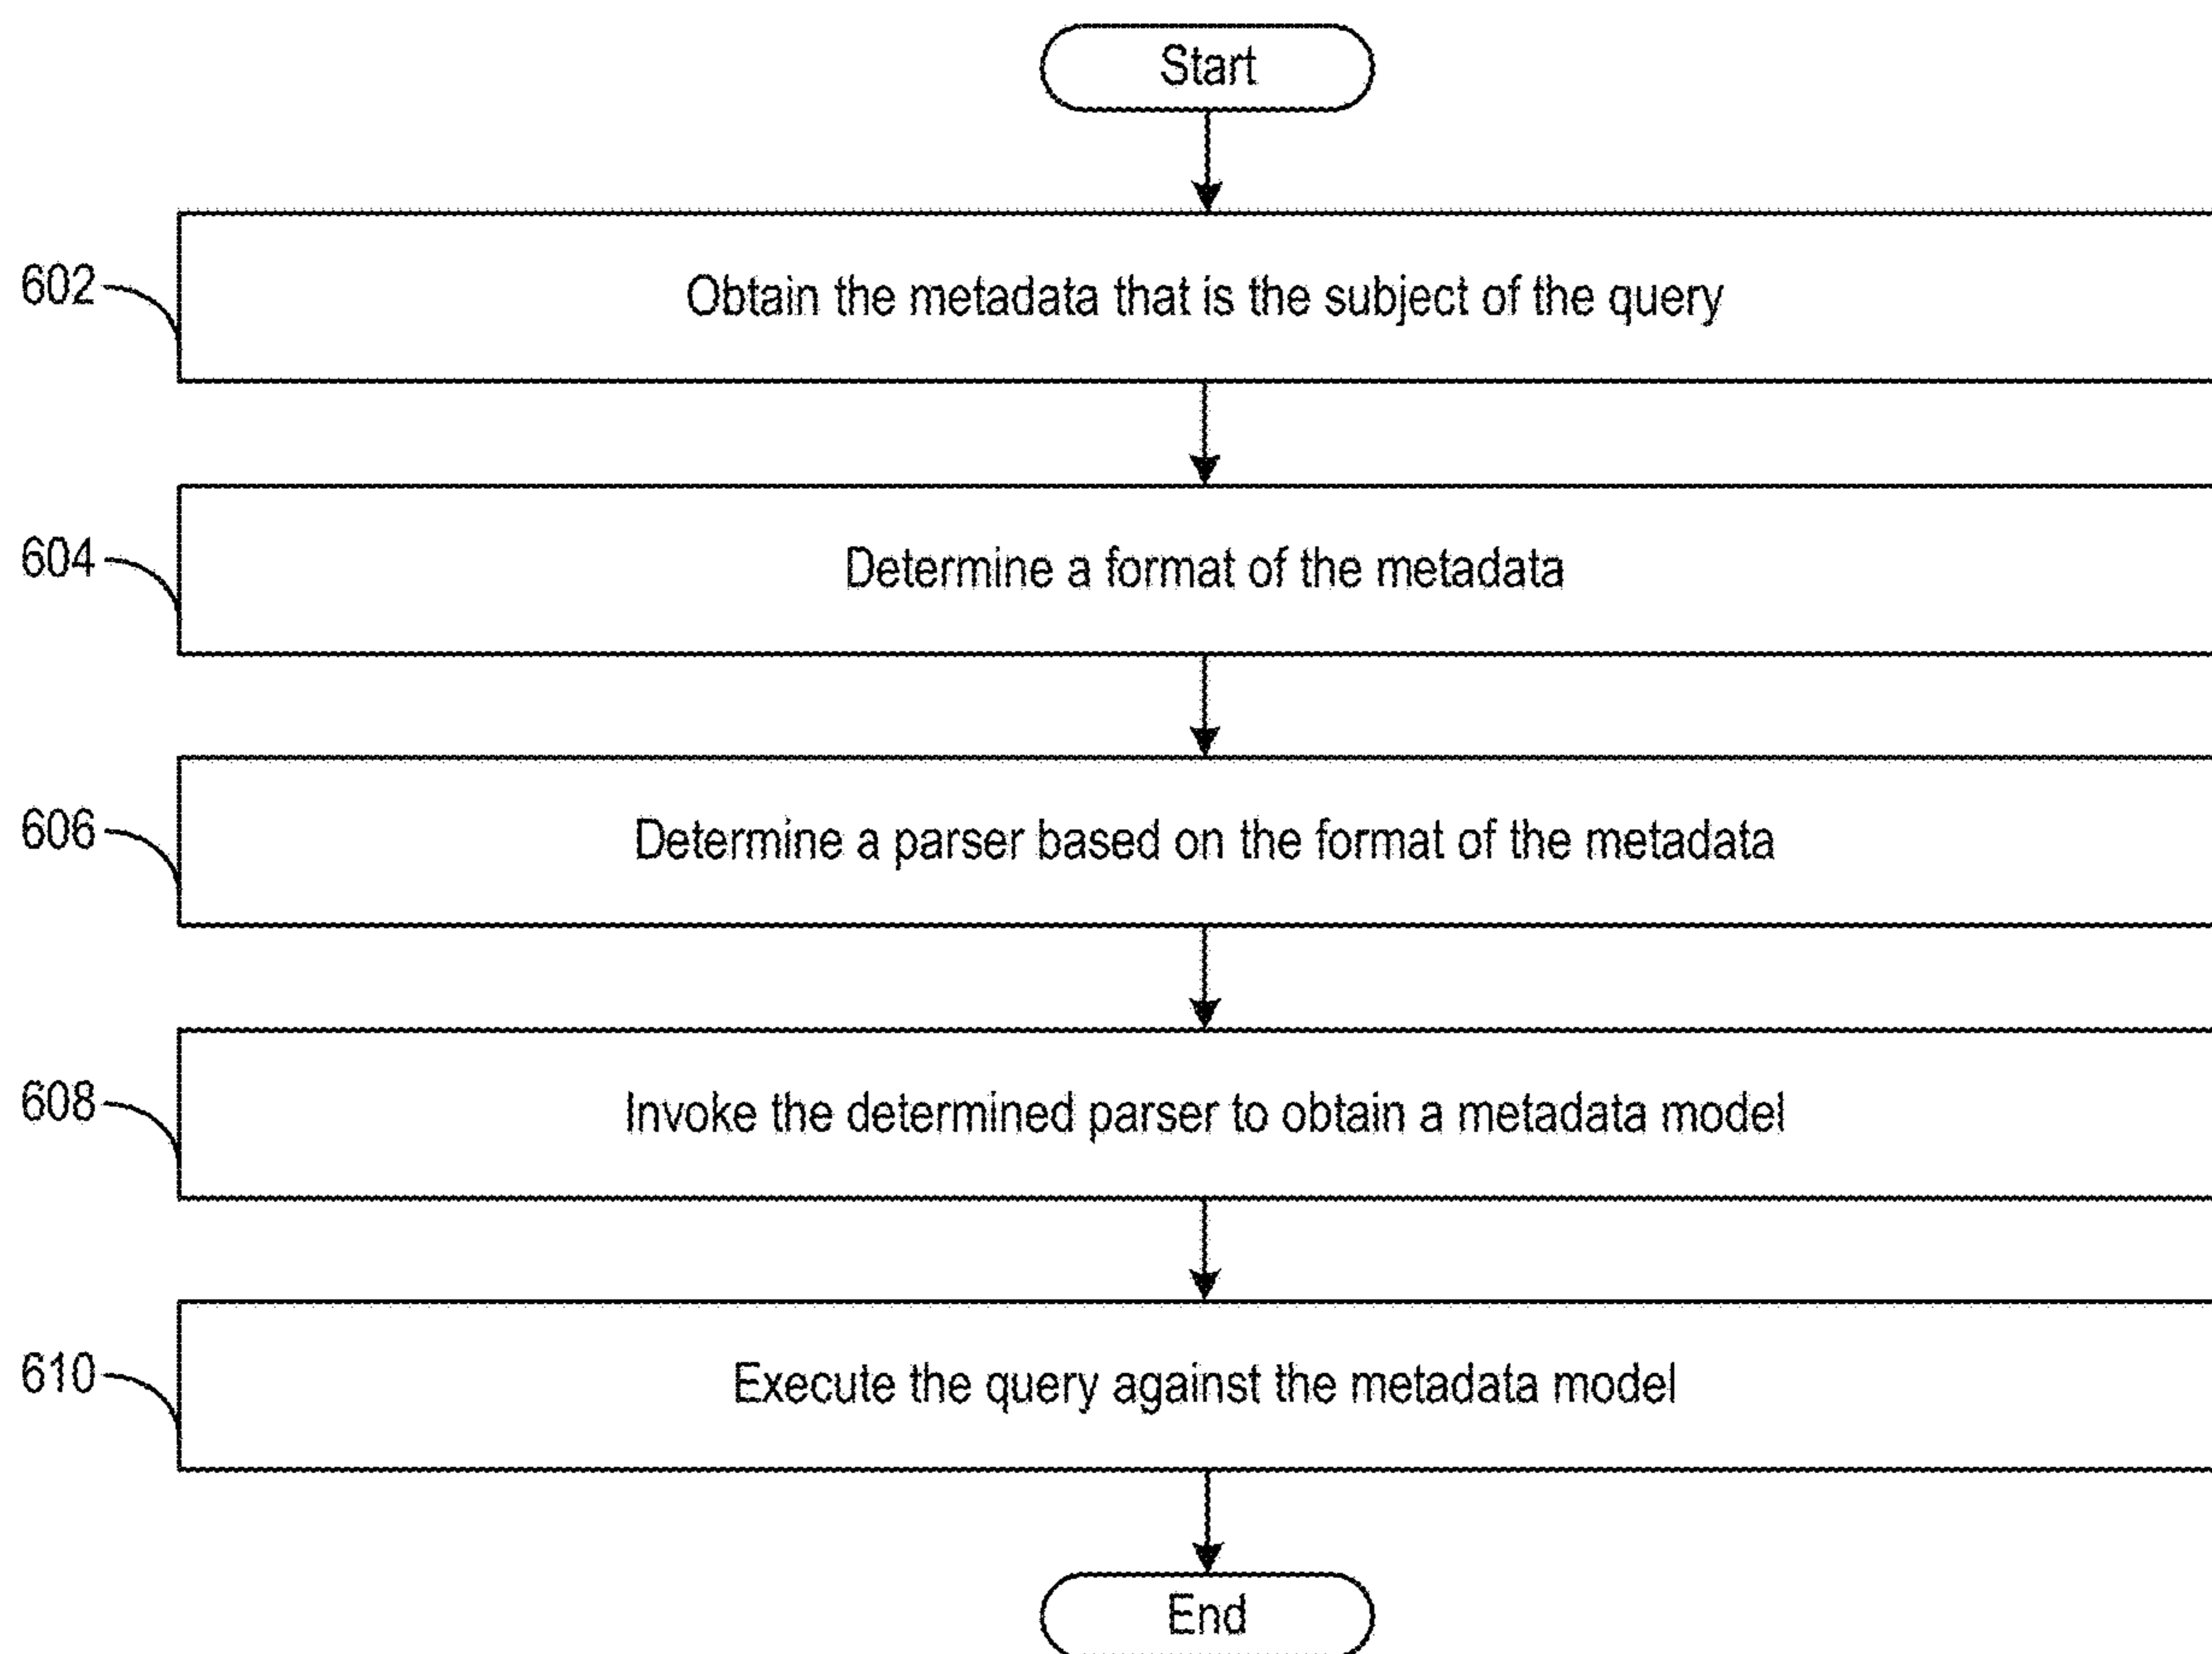 Start
602
Obtain the metadata that is the subject of the query
604
Determine a format of the metadata
606
Determine a parser based on the format of the metadata
608
Invoke the determined parser to obtain a metadata model
610
Execute the query against the metadata model
End